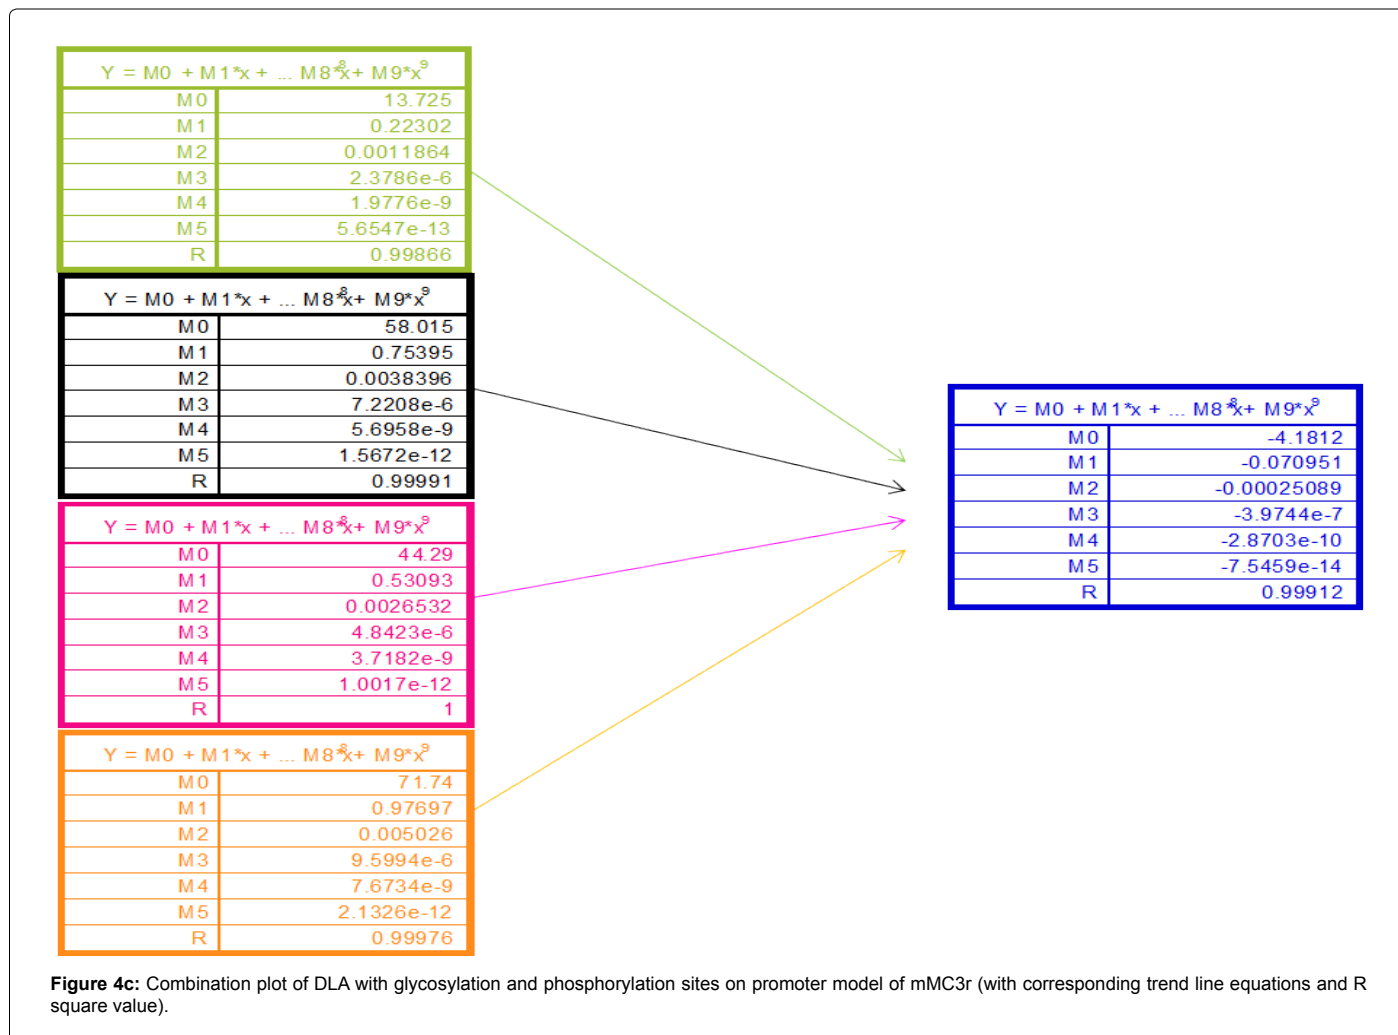 Y = M0 + M1*x + ... M8*x⁸+ M9*x⁹
M0 13.725
M1 0.22302
M2 0.0011864
M3 2.3786e-6
M4 1.9776e-9
M5 5.6547e-13
R 0.99866
Y = M0 + M1*x + ... M8*x⁸+ M9*x⁹
M0 58.015
M1 0.75395
M2 0.0038396
M3 7.2208e-6
M4 5.6958e-9
M5 1.5672e-12
R 0.99991
Y = M0 + M1*x + ... M8*x⁸+ M9*x⁹
M0 44.29
M1 0.53093
M2 0.0026532
M3 4.8423e-6
M4 3.7182e-9
M5 1.0017e-12
R 1
Y = M0 + M1*x + ... M8*x⁸+ M9*x⁹
M0 71.74
M1 0.97697
M2 0.005026
M3 9.5994e-6
M4 7.6734e-9
M5 2.1326e-12
R 0.99976
Y = M0 + M1*x + ... M8*x⁸+ M9*x⁹
M0 -4.1812
M1 -0.070951
M2 -0.00025089
M3 -3.9744e-7
M4 -2.8703e-10
M5 -7.5459e-14
R 0.99912
Figure 4c: Combination plot of DLA with glycosylation and phosphorylation sites on promoter model of mMC3r (with corresponding trend line equations and R
square value).